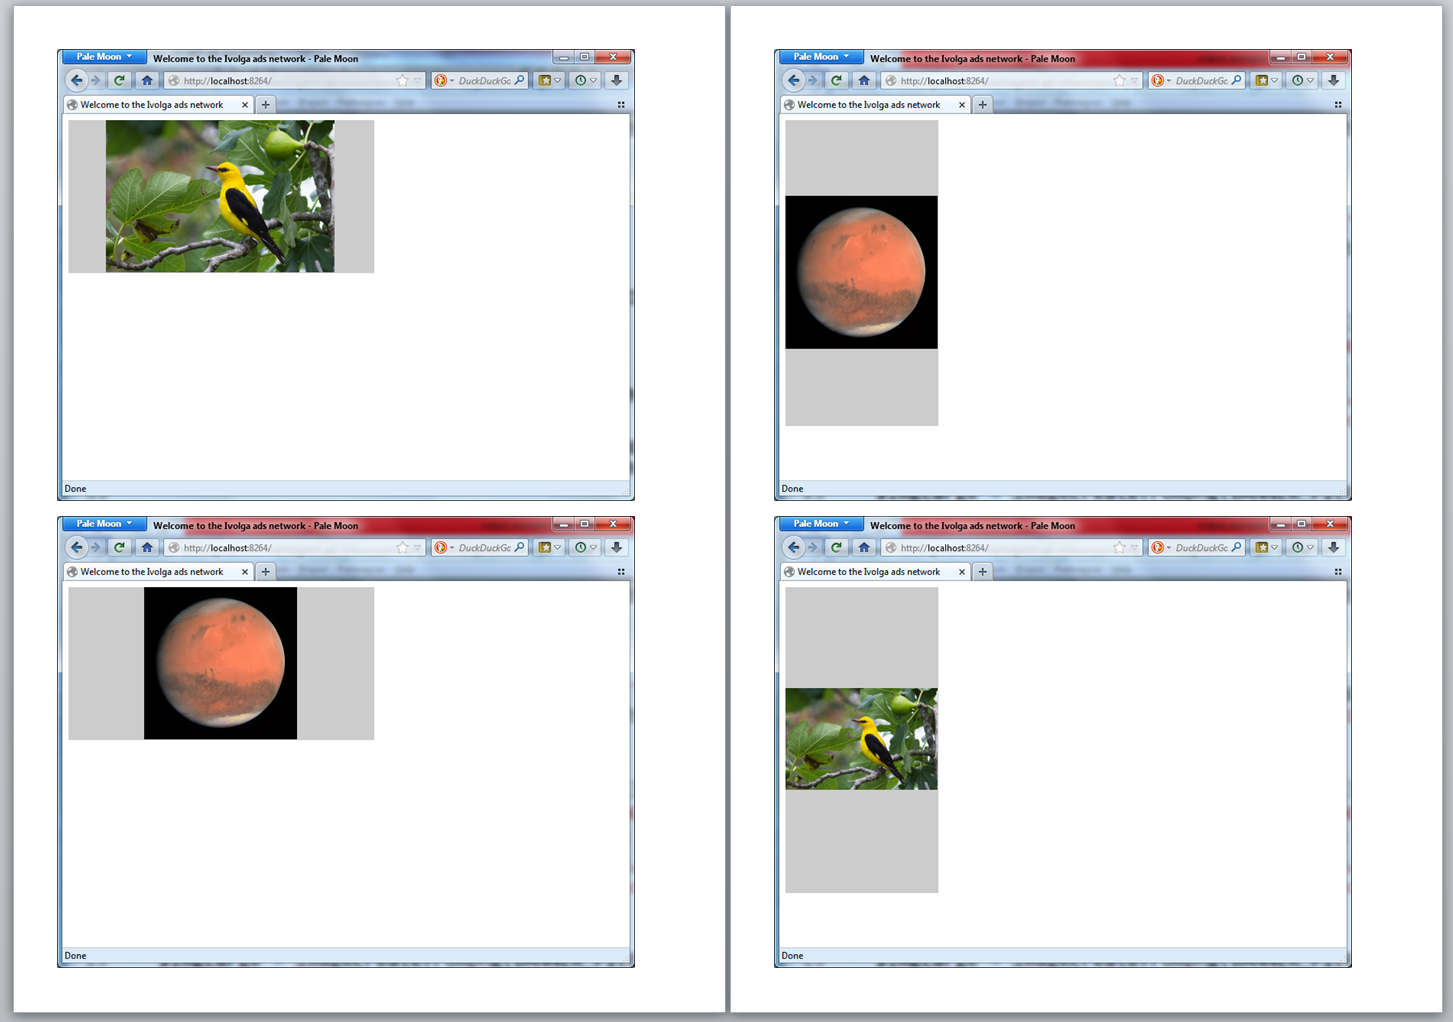 Pale Moon
Welcome to the Ivolga ads network - Pale Moon
http://localhost:8264/
DuckDuckGc
Welcome to the Ivolga ads network
Done
Pale Moon
Welcome to the Ivolga ads network - Pale Moon
http://localhost:8264/
DuckDuckGc
Welcome to the Ivolga ads network
Done
Pale Moon
Welcome to the Ivolga ads network - Pale Moon
http://localhost:8264/
DuckDuckGc
Welcome to the Ivolga ads network
Done
Pale Moon
Welcome to the Ivolga ads network - Pale Moon
http://localhost:8264/
DuckDuckGc
Welcome to the Ivolga ads network
Done